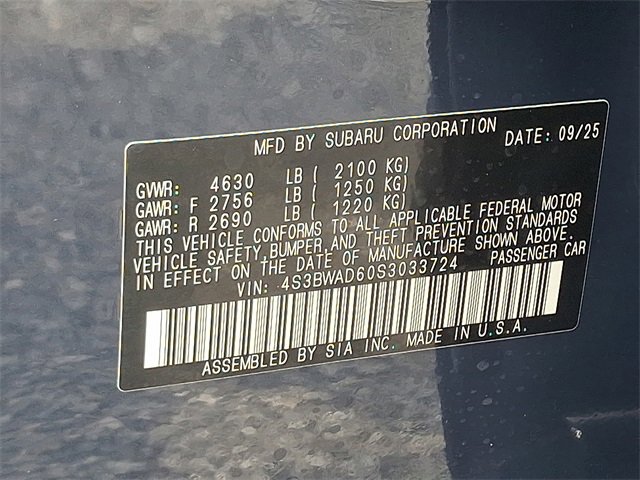 MFD BY SUBARU CORPORATION DATE: 09/25
GVWR: 4630 LB ( 2100 KG)
GAWR: F 2756 LB ( 1250 KG)
GAWR: R 2690 LB ( 1220 KG)
THIS VEHICLE CONFORMS TO ALL APPLICABLE FEDERAL MOTOR
VEHICLE SAFETY, BUMPER, AND THEFT PREVENTION STANDARDS
IN EFFECT ON THE DATE OF MANUFACTURE SHOWN ABOVE.
VIN: 4S3BWAD60S3033724 PASSENGER CAR
ASSEMBLED BY SIA INC. MADE IN U.S.A.